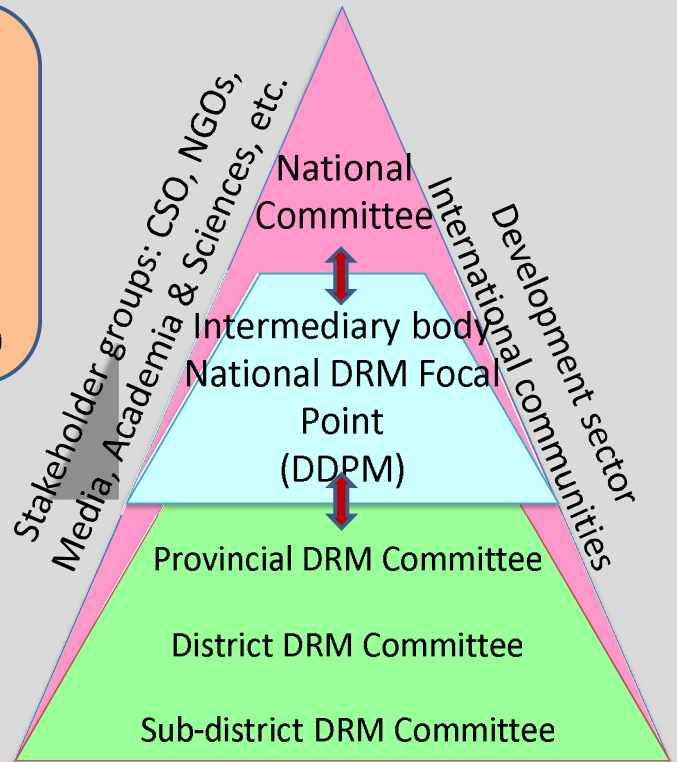 Stakeholder groups: CSO, NGOs,
Media, Academia & Sciences, etc.
National
Committee
Development sector
International communities
Intermediary body
National DRM Focal
Point
(DDPM)
Provincial DRM Committee
District DRM Committee
Sub-district DRM Committee
)